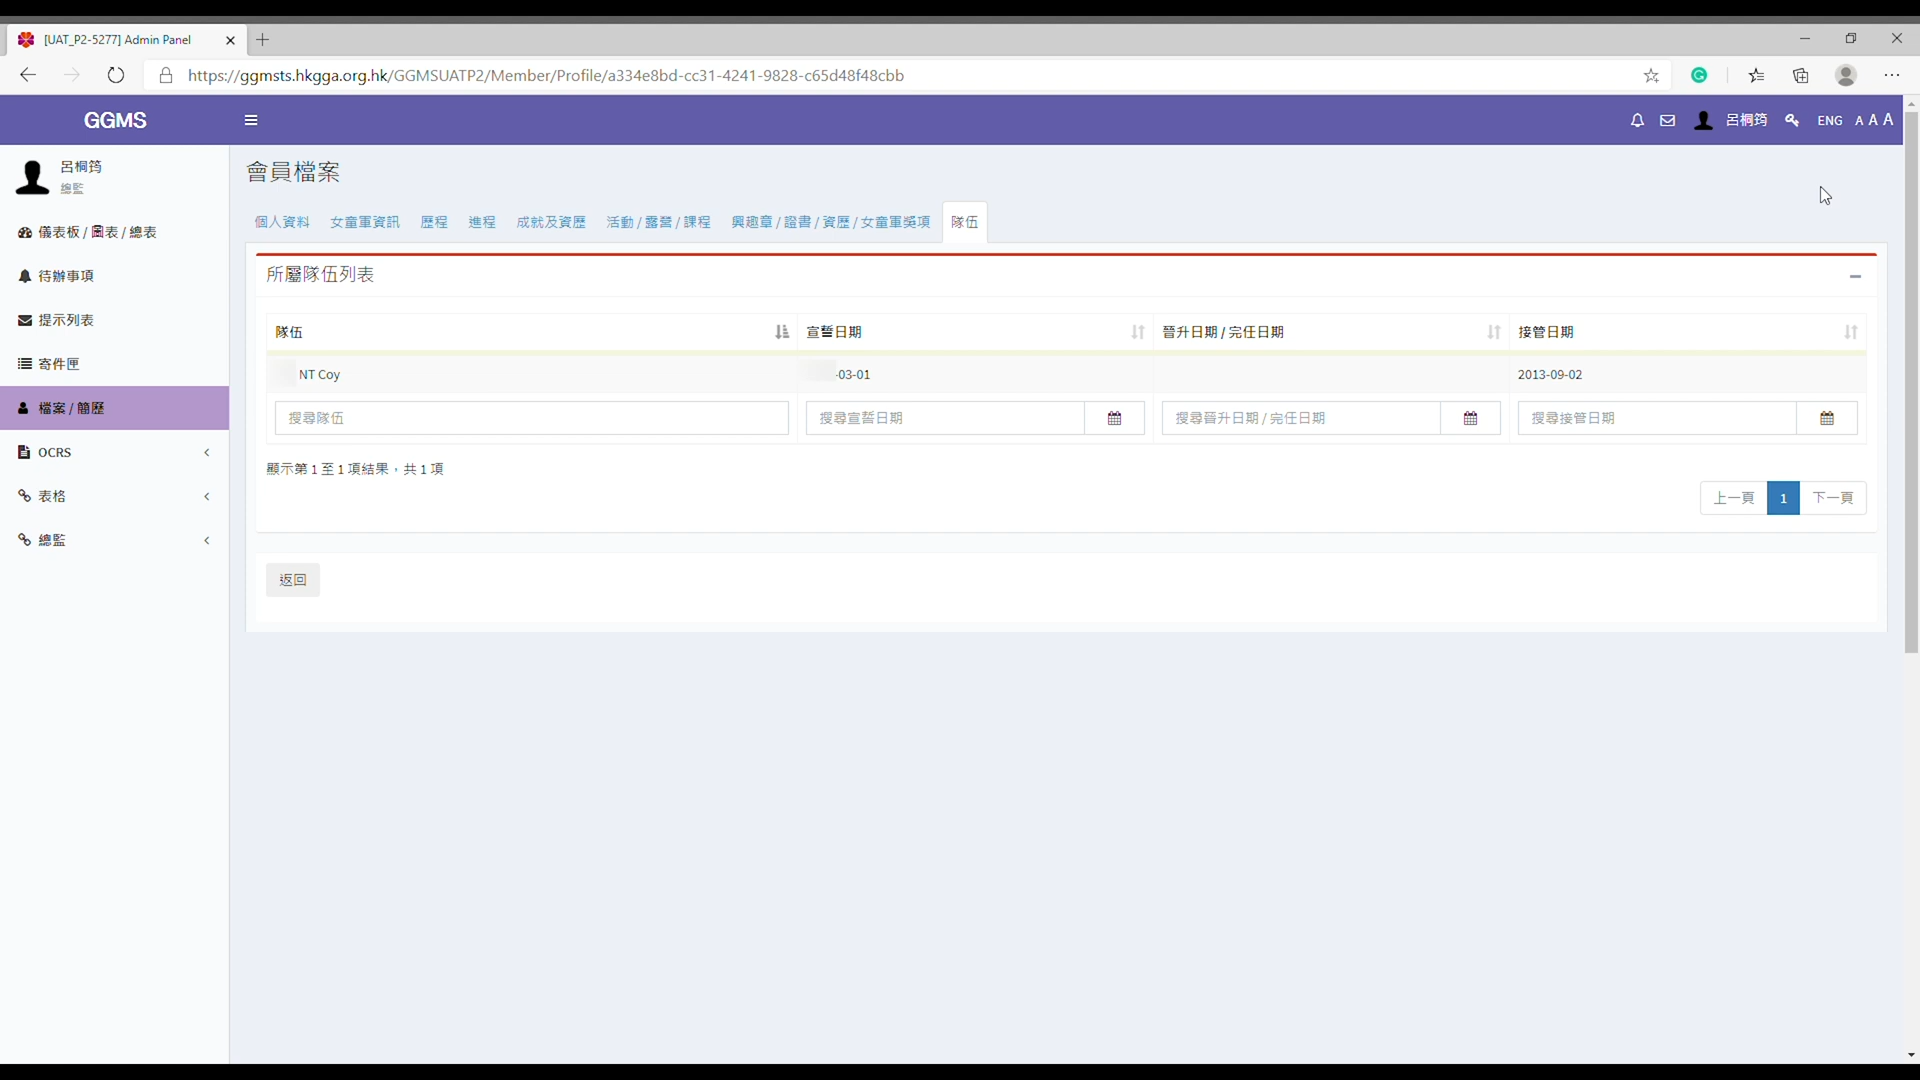 [UAT_P2-5277] Admin Panel
https://ggmsts.hkgga.org.hk/GGMSUATP2/Member/Profile/a334e8bd-cc31-4241-9828-c65d48f48cbb
GGMS
呂桐筠 ENG A A A
呂桐筠
總監
儀表板 / 圖表 / 總表
待辦事項
提示列表
寄件匣
檔案 / 簡歷
OCRS
表格
總監
會員檔案
個人資料 女童軍資訊 歷程 進程 成就及資歷 活動 / 露營 / 課程 興趣章 / 證書 / 資歷 / 女童軍獎項 隊伍
所屬隊伍列表
隊伍 宣誓日期 晉升日期 / 完任日期 接管日期
NT Coy -03-01 2013-09-02
搜尋隊伍 搜尋宣誓日期 搜尋晉升日期 / 完任日期 搜尋接管日期
顯示第 1 至 1 項結果，共 1 項
上一頁 1 下一頁
返回